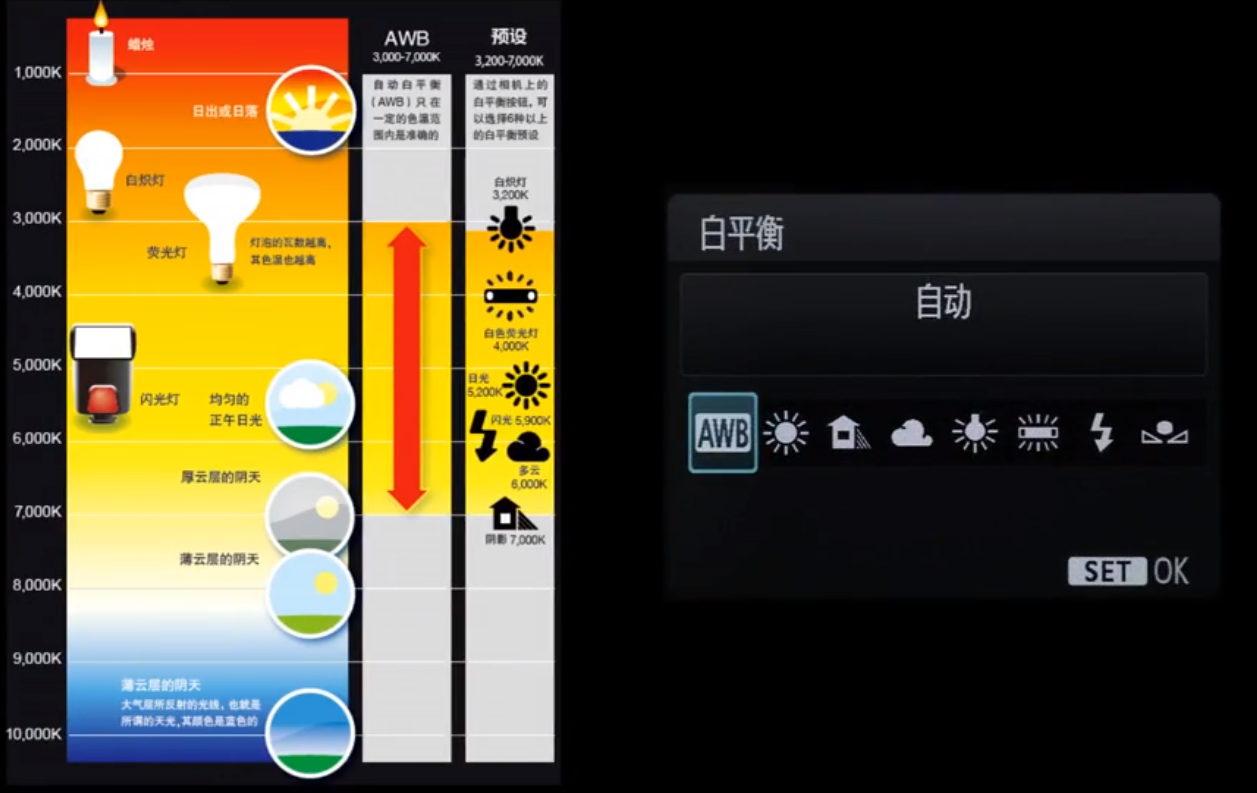 蜡烛
1,000K
日出或日落
2,000K
白炽灯
3,000K
荧光灯
灯泡的瓦数越高,
其色温也越高
4,000K
5,000K
闪光灯
均匀的
正午日光
6,000K
厚云层的阴天
7,000K
薄云层的阴天
8,000K
9,000K
薄云层的阴天
大气层所反射的光线, 也就是
所谓的天光,其颜色是蓝色的
10,000K
AWB
3,000-7,000K
自动白平衡
(AWB) 只在
一定的色温范
围内是准确的
预设
3,200-7,000K
通过相机上的
白平衡按钮, 可
以选择6种以上
的白平衡预设
白炽灯
3,200K
白色荧光灯
4,000K
日光
5,200K
闪光 5,900K
多云
6,000K
阴影 7,000K
白平衡
自动
AWB
SET OK